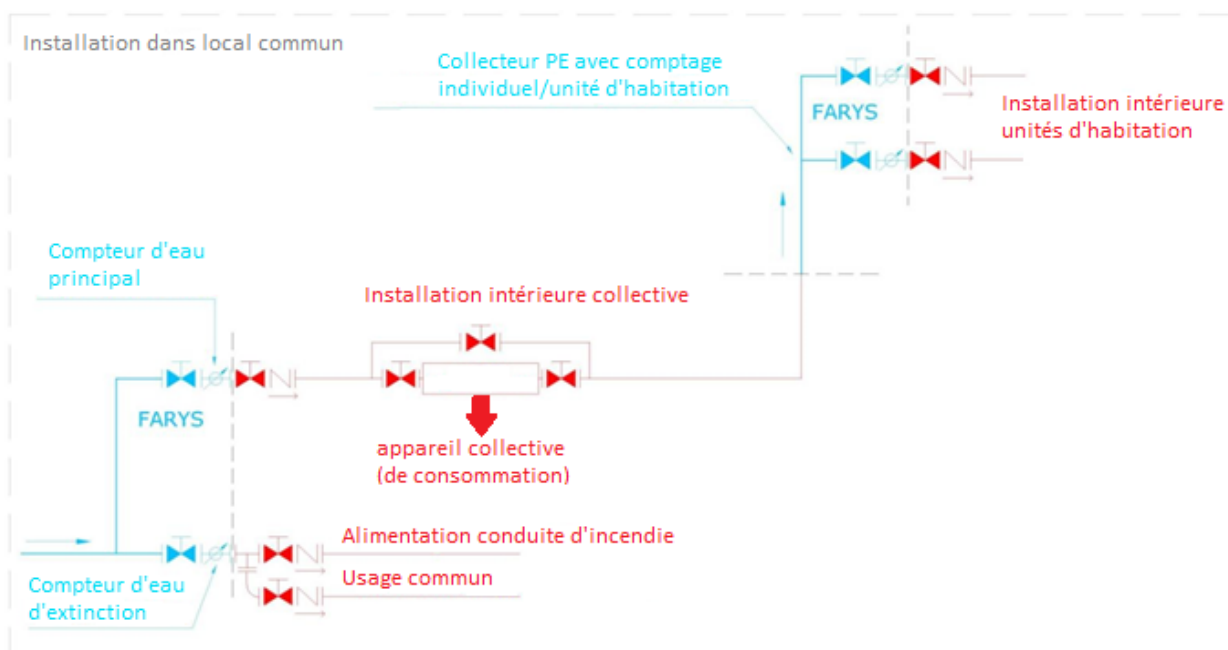 Installation dans local commun
Collecteur PE avec comptage
individuel/unité d'habitation
FARYS
Installation intérieure
unités d'habitation
Compteur d'eau
principal
Installation intérieure collective
FARYS
appareil collective
(de consommation)
Alimentation conduite d'incendie
Usage commun
Compteur d'eau
d'extinction